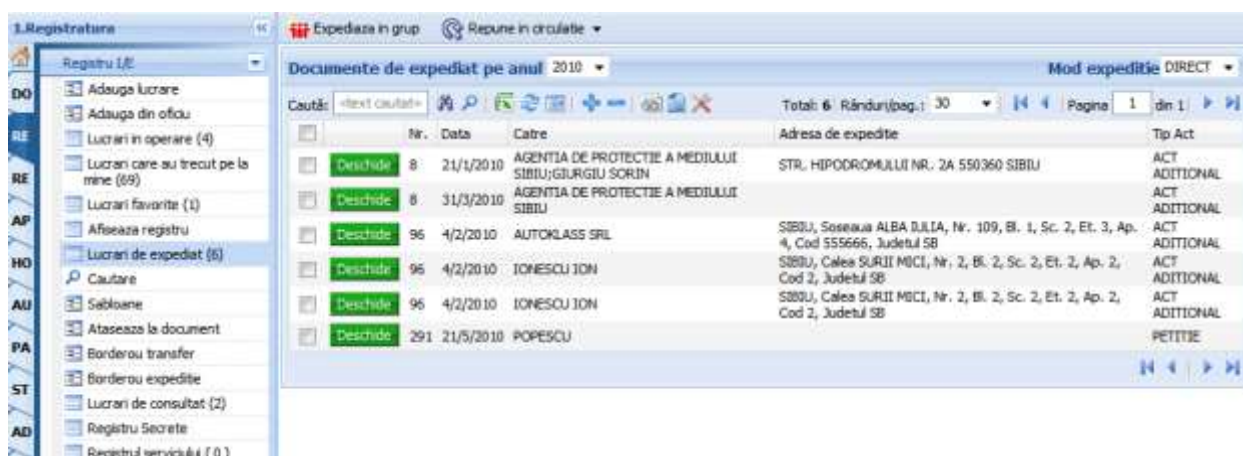 1.Registratura
Expediaza in grup Repune in circulatie
DO
RE
RE
AP
HO
AU
PA
ST
AD
Registru I/E
Adauga lucrare
Adauga din oficiu
Lucrari in operare (4)
Lucrari care au trecut pe la
mine (69)
Lucrari favorite (1)
Afiseaza registru
Lucrari de expediat (6)
Cautare
Sabloane
Ataseaza la document
Borderou transfer
Borderou expeditie
Lucrari de consultat (2)
Registru Secrete
Registrul serviciului ( 0 )
Documente de expediat pe anul 2010 Mod expeditie DIRECT
Caută: <text cautat> Total: 6 Rânduri/pag.: 30 Pagina 1 din 1
Nr. Data Catre Adresa de expeditie Tip Act
Deschide 8 21/1/2010 AGENTIA DE PROTECTIE A MEDIULUI SIBIU;GIURGIU SORIN STR. HIPODROMULUI NR. 2A 550360 SIBIU ACT ADITIONAL
Deschide 8 31/3/2010 AGENTIA DE PROTECTIE A MEDIULUI SIBIU ACT ADITIONAL
Deschide 96 4/2/2010 AUTOKLASS SRL SIBIU, Soseaua ALBA IULIA, Nr. 109, Bl. 1, Sc. 2, Et. 3, Ap. 4, Cod 555666, Judetul SB ACT ADITIONAL
Deschide 96 4/2/2010 IONESCU ION SIBIU, Calea SURII MICI, Nr. 2, Bl. 2, Sc. 2, Et. 2, Ap. 2, Cod 2, Judetul SB ACT ADITIONAL
Deschide 96 4/2/2010 IONESCU ION SIBIU, Calea SURII MICI, Nr. 2, Bl. 2, Sc. 2, Et. 2, Ap. 2, Cod 2, Judetul SB ACT ADITIONAL
Deschide 291 21/5/2010 POPESCU PETITIE